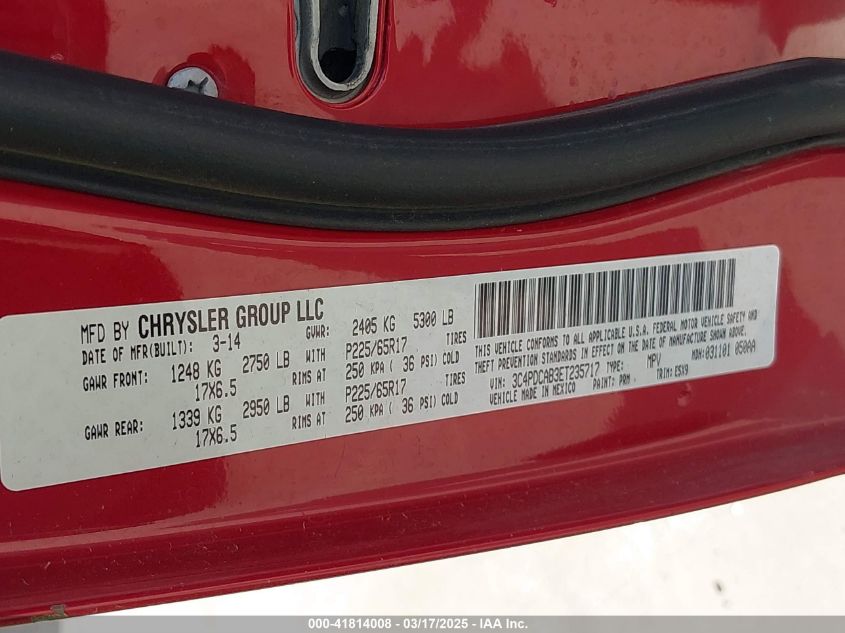 MFD BY CHRYSLER GROUP LLC
DATE OF MFR(BUILT): 3-14 GVWR: 2405 KG 5300 LB
GAWR FRONT: 1248 KG 2750 LB WITH P225/65R17 TIRES
17X6.5 RIMS AT 250 KPA ( 36 PSI) COLD
GAWR REAR: 1339 KG 2950 LB WITH P225/65R17 TIRES
17X6.5 RIMS AT 250 KPA ( 36 PSI) COLD
THIS VEHICLE CONFORMS TO ALL APPLICABLE U.S.A. FEDERAL MOTOR VEHICLE SAFETY AND
THEFT PREVENTION STANDARDS IN EFFECT ON THE DATE OF MANUFACTURE SHOWN ABOVE.
VIN: 3C4PDCAB3ET235717 TYPE: MPV MDH: 031101 050AA
VEHICLE MADE IN MEXICO PAINT: PRM TRIM: E5X9
000-41814008 — 03/17/2025 — IAA Inc.